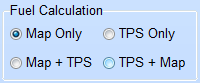 Fuel Calculation
Map Only TPS Only
Map + TPS TPS + Map